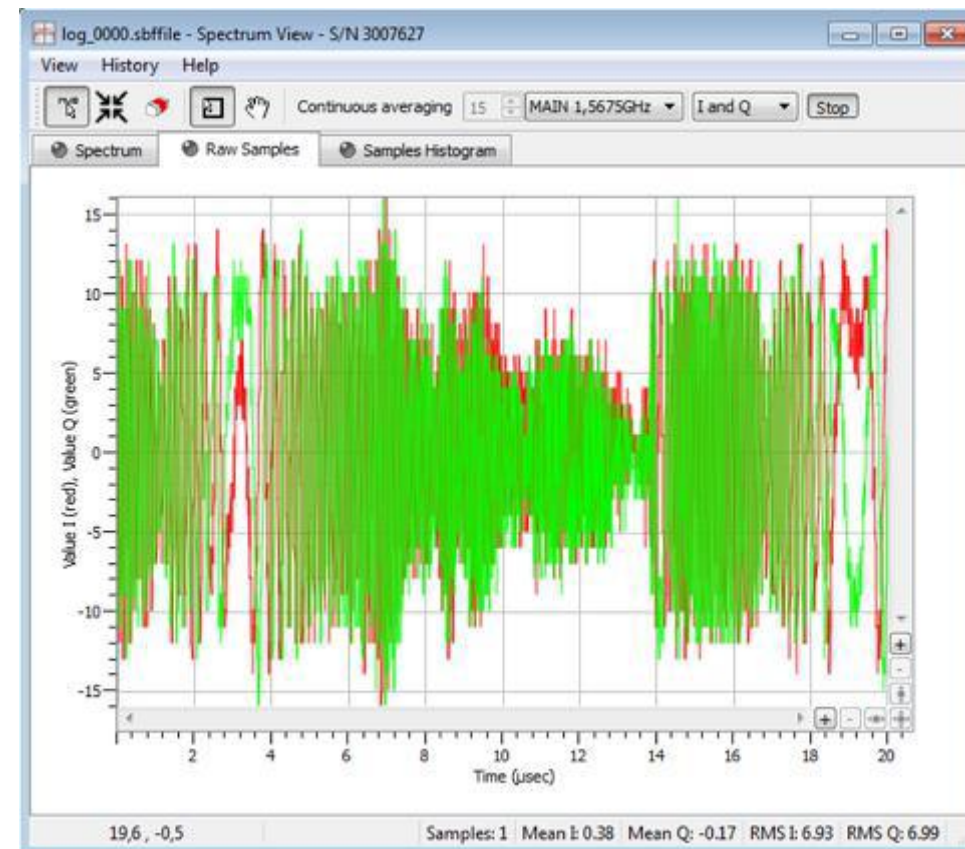 log_0000.sbffile - Spectrum View - S/N 3007627
View History Help
Continuous averaging 15 MAIN 1,5675GHz I and Q Stop
Spectrum Raw Samples Samples Histogram
Value I (red), Value Q (green)
15
10
5
0
-5
-10
-15
2 4 6 8 10 12 14 16 18 20
Time (µsec)
19,6 , -0,5 Samples: 1 Mean I: 0.38 Mean Q: -0.17 RMS I: 6.93 RMS Q: 6.99